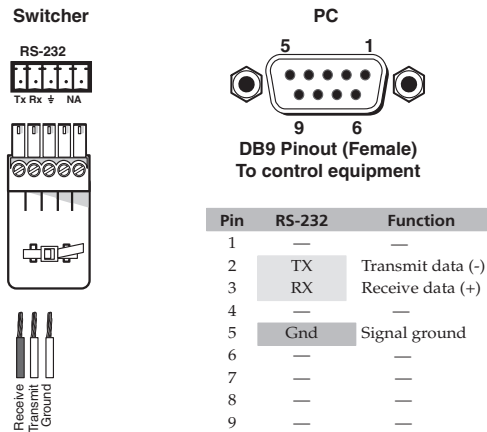 Switcher
RS-232
Tx Rx ⏚ NA
Receive
Transmit
Ground
PC
5 1
9 6
DB9 Pinout (Female)
To control equipment
Pin RS-232 Function
1 — —
2 TX Transmit data (-)
3 RX Receive data (+)
4 — —
5 Gnd Signal ground
6 — —
7 — —
8 — —
9 — —